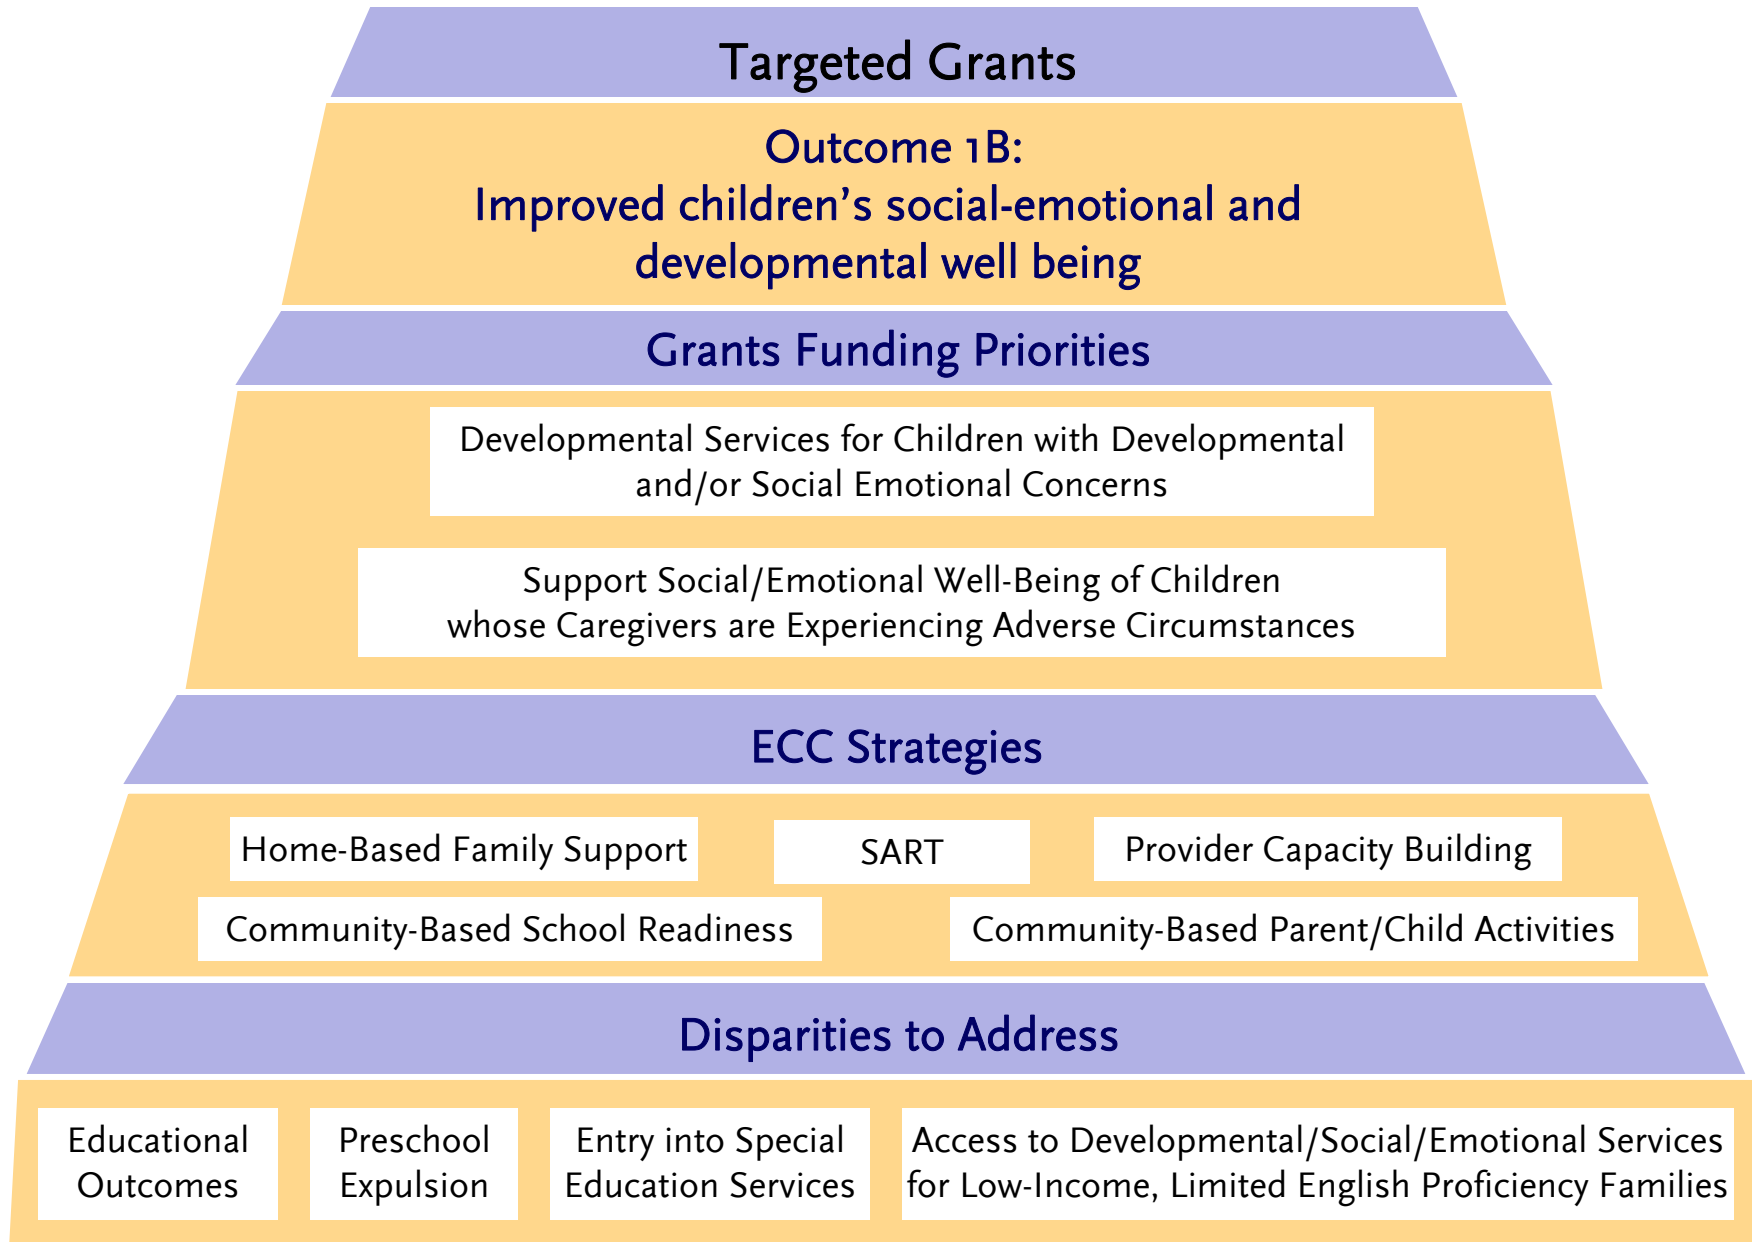 Targeted Grants
Outcome 1B:
Improved children’s social-emotional and
developmental well being
Grants Funding Priorities
Developmental Services for Children with Developmental
and/or Social Emotional Concerns
Support Social/Emotional Well-Being of Children
whose Caregivers are Experiencing Adverse Circumstances
ECC Strategies
Home-Based Family Support
SART
Provider Capacity Building
Community-Based School Readiness
Community-Based Parent/Child Activities
Disparities to Address
Educational
Outcomes
Preschool
Expulsion
Entry into Special
Education Services
Access to Developmental/Social/Emotional Services
for Low-Income, Limited English Proficiency Families